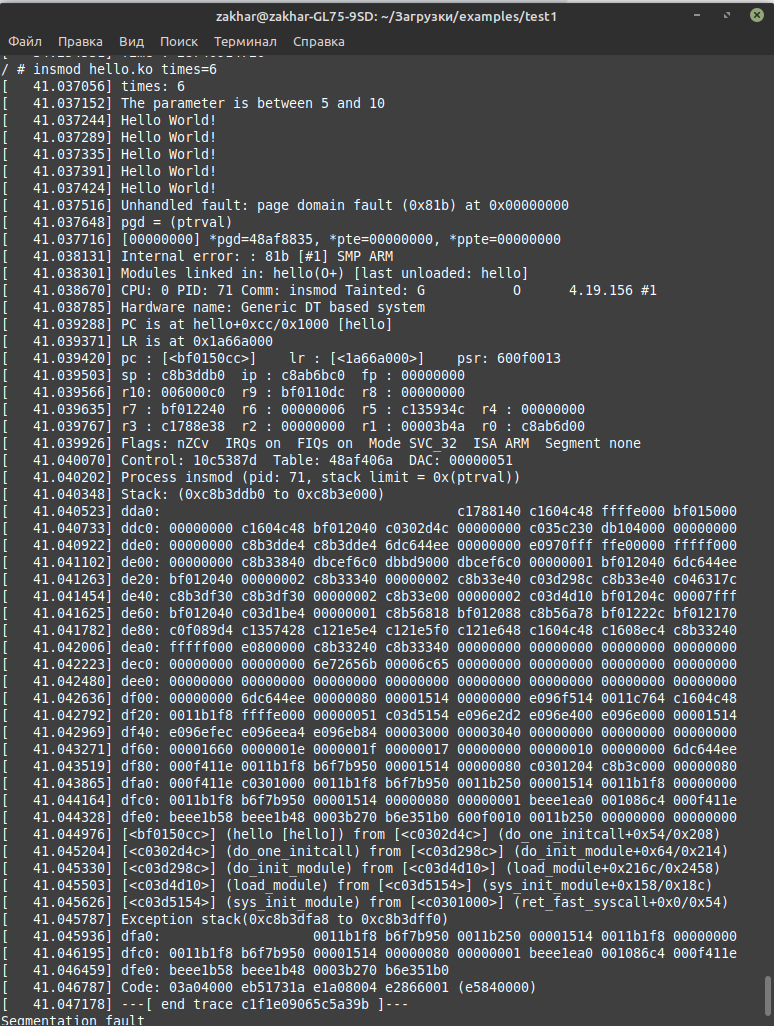 zakhar@zakhar-GL75-9SD: ~/Загрузки/examples/test1
Файл Правка Вид Поиск Терминал Справка
/ # insmod hello.ko times=6
[   41.037056] times: 6
[   41.037152] The parameter is between 5 and 10
[   41.037244] Hello World!
[   41.037289] Hello World!
[   41.037335] Hello World!
[   41.037391] Hello World!
[   41.037424] Hello World!
[   41.037516] Unhandled fault: page domain fault (0x81b) at 0x00000000
[   41.037648] pgd = (ptrval)
[   41.037716] [00000000] *pgd=48af8835, *pte=00000000, *ppte=00000000
[   41.038131] Internal error: : 81b [#1] SMP ARM
[   41.038301] Modules linked in: hello(O+) [last unloaded: hello]
[   41.038670] CPU: 0 PID: 71 Comm: insmod Tainted: G           O      4.19.156 #1
[   41.038785] Hardware name: Generic DT based system
[   41.039288] PC is at hello+0xcc/0x1000 [hello]
[   41.039371] LR is at 0x1a66a000
[   41.039420] pc : [<bf0150cc>]    lr : [<1a66a000>]    psr: 600f0013
[   41.039503] sp : c8b3ddb0  ip : c8ab6bc0  fp : 00000000
[   41.039566] r10: 006000c0  r9 : bf0110dc  r8 : 00000000
[   41.039635] r7 : bf012240  r6 : 00000006  r5 : c135934c  r4 : 00000000
[   41.039767] r3 : c1788e38  r2 : 00000000  r1 : 00003b4a  r0 : c8ab6d00
[   41.039926] Flags: nZCv  IRQs on  FIQs on  Mode SVC_32  ISA ARM  Segment none
[   41.040070] Control: 10c5387d  Table: 48af406a  DAC: 00000051
[   41.040202] Process insmod (pid: 71, stack limit = 0x(ptrval))
[   41.040348] Stack: (0xc8b3ddb0 to 0xc8b3e000)
[   41.040523] dda0:                                     c1788140 c1604c48 ffffe000 bf015000
[   41.040733] ddc0: 00000000 c1604c48 bf012040 c0302d4c 00000000 c035c230 db104000 00000000
[   41.040922] dde0: 00000000 c8b3dde4 c8b3dde4 6dc644ee 00000000 e0970fff ffe00000 fffff000
[   41.041102] de00: 00000000 c8b33840 dbcef6c0 dbbd9000 dbcef6c0 00000001 bf012040 6dc644ee
[   41.041263] de20: bf012040 00000002 c8b33340 00000002 c8b33e40 c03d298c c8b33e40 c046317c
[   41.041454] de40: c8b3df30 c8b3df30 00000002 c8b33e00 00000002 c03d4d10 bf01204c 00007fff
[   41.041625] de60: bf012040 c03d1be4 00000001 c8b56818 bf012088 c8b56a78 bf01222c bf012170
[   41.041782] de80: c0f089d4 c1357428 c121e5e4 c121e5f0 c121e648 c1604c48 c1608ec4 c8b33240
[   41.042006] dea0: fffff000 e0800000 c8b33240 c8b33340 00000000 00000000 00000000 00000000
[   41.042223] dec0: 00000000 00000000 6e72656b 00006c65 00000000 00000000 00000000 00000000
[   41.042480] dee0: 00000000 00000000 00000000 00000000 00000000 00000000 00000000 00000000
[   41.042636] df00: 00000000 6dc644ee 00000080 00001514 00000000 e096f514 0011c764 c1604c48
[   41.042792] df20: 0011b1f8 ffffe000 00000051 c03d5154 e096e2d2 e096e400 e096e000 00001514
[   41.042969] df40: e096efec e096eea4 e096eb84 00003000 00003040 00000000 00000000 00000000
[   41.043271] df60: 00001660 0000001e 0000001f 00000017 00000000 00000010 00000000 6dc644ee
[   41.043519] df80: 000f411e 0011b1f8 b6f7b950 00001514 00000080 c0301204 c8b3c000 00000080
[   41.043865] dfa0: 000f411e c0301000 0011b1f8 b6f7b950 0011b250 00001514 0011b1f8 00000000
[   41.044164] dfc0: 0011b1f8 b6f7b950 00001514 00000080 00000001 beee1ea0 001086c4 000f411e
[   41.044328] dfe0: beee1b58 beee1b48 0003b270 b6e351b0 600f0010 0011b250 00000000 00000000
[   41.044976] [<bf0150cc>] (hello [hello]) from [<c0302d4c>] (do_one_initcall+0x54/0x208)
[   41.045204] [<c0302d4c>] (do_one_initcall) from [<c03d298c>] (do_init_module+0x64/0x214)
[   41.045330] [<c03d298c>] (do_init_module) from [<c03d4d10>] (load_module+0x216c/0x2458)
[   41.045503] [<c03d4d10>] (load_module) from [<c03d5154>] (sys_init_module+0x158/0x18c)
[   41.045626] [<c03d5154>] (sys_init_module) from [<c0301000>] (ret_fast_syscall+0x0/0x54)
[   41.045787] Exception stack(0xc8b3dfa8 to 0xc8b3dff0)
[   41.045936] dfa0:                   0011b1f8 b6f7b950 0011b250 00001514 0011b1f8 00000000
[   41.046195] dfc0: 0011b1f8 b6f7b950 00001514 00000080 00000001 beee1ea0 001086c4 000f411e
[   41.046459] dfe0: beee1b58 beee1b48 0003b270 b6e351b0
[   41.046787] Code: 03a04000 eb51731a e1a08004 e2866001 (e5840000)
[   41.047178] ---[ end trace c1f1e09065c5a39b ]---
Segmentation fault